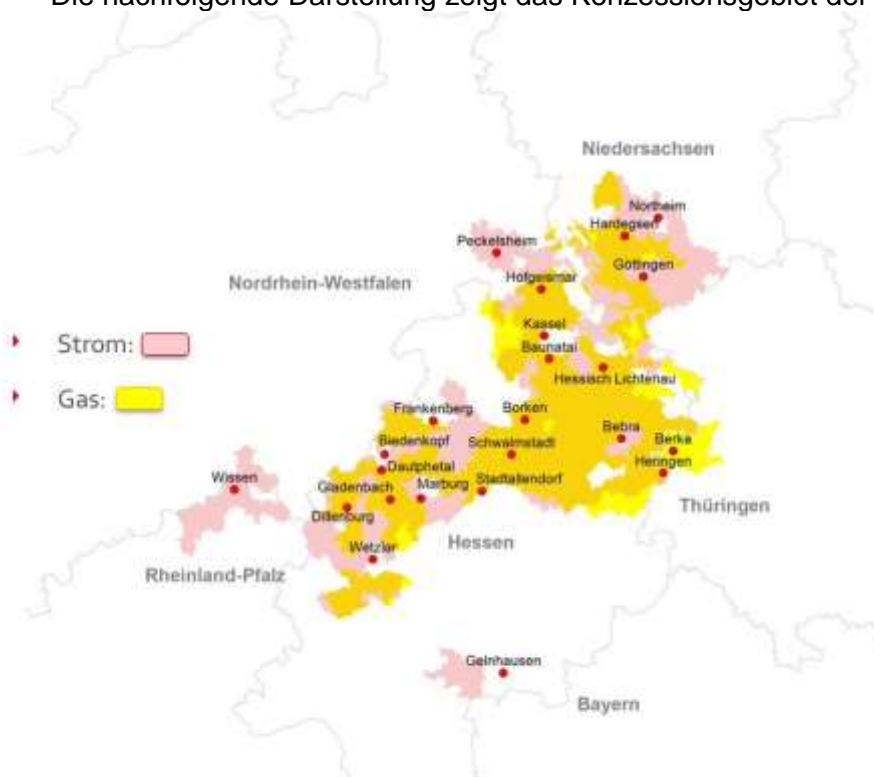 Die nachfolgende Darstellung zeigt das Konzessionsgebiet der
Niedersachsen
Northeim
Hardegsen
Peckelsheim
Göttingen
Hofgeismar
Nordrhein-Westfalen
Kassel
Strom:
Baunatal
Hessisch Lichtenau
Gas:
Frankenberg
Borken
Bebra
Biedenkopf
Schwalmstadt
Berka
Heringen
Dautphetal
Wissen
Gladenbach
Marburg
Stadtallendorf
Thüringen
Dillenburg
Wetzlar
Hessen
Rheinland-Pfalz
Gelnhausen
Bayern